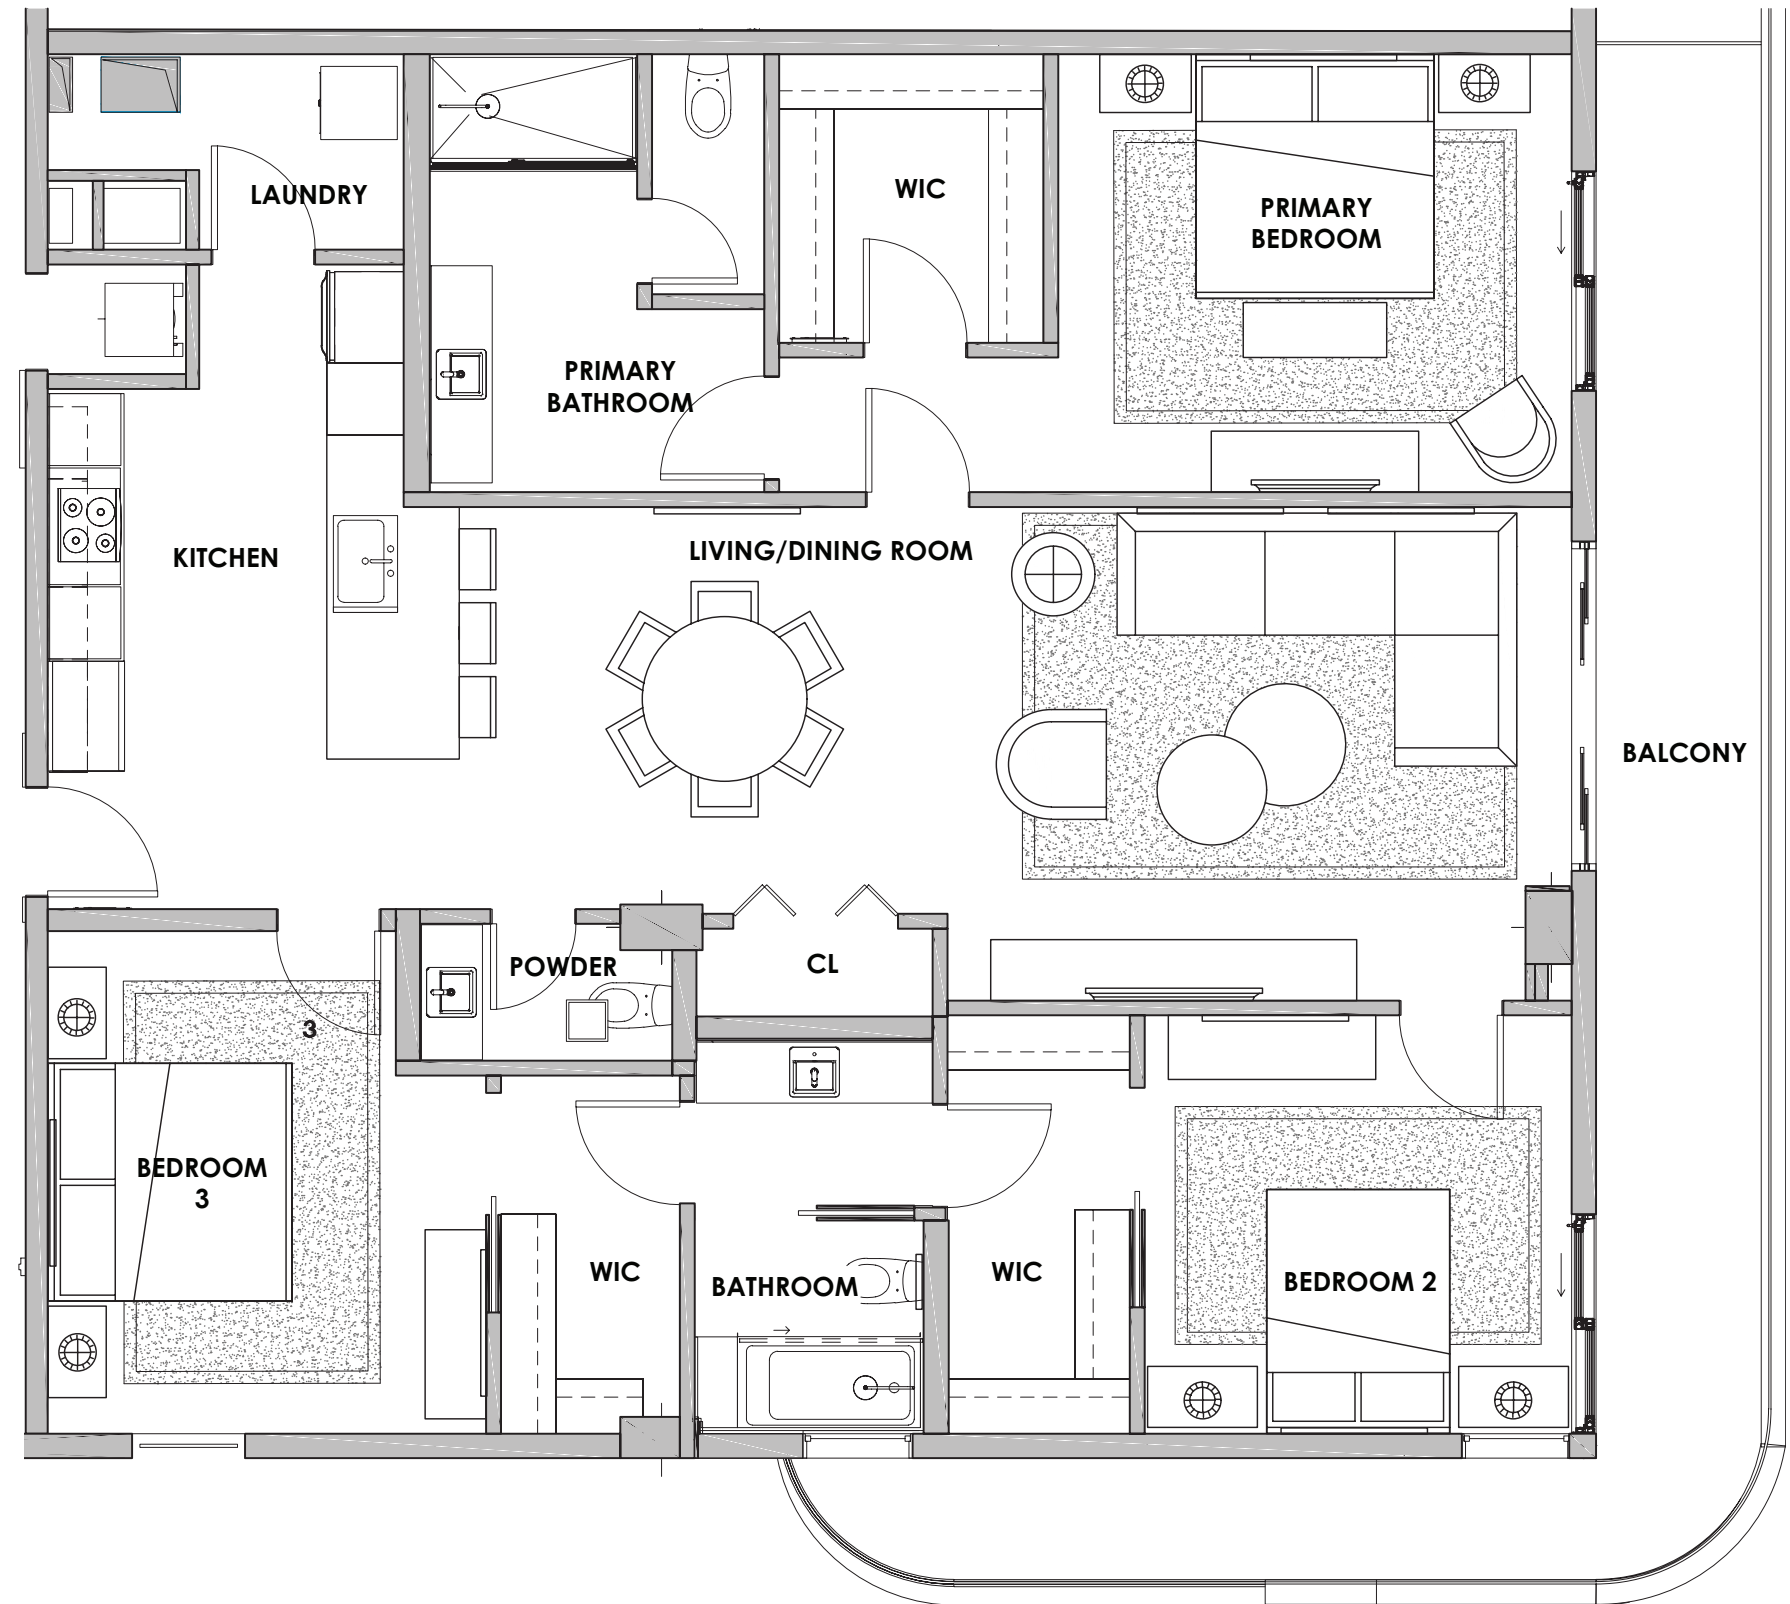 LAUNDRY
WIC
PRIMARY
BEDROOM
PRIMARY
BATHROOM
KITCHEN
LIVING/DINING ROOM
BALCONY
POWDER
CL
3
BEDROOM
3
WIC
BATHROOM
WIC
BEDROOM 2